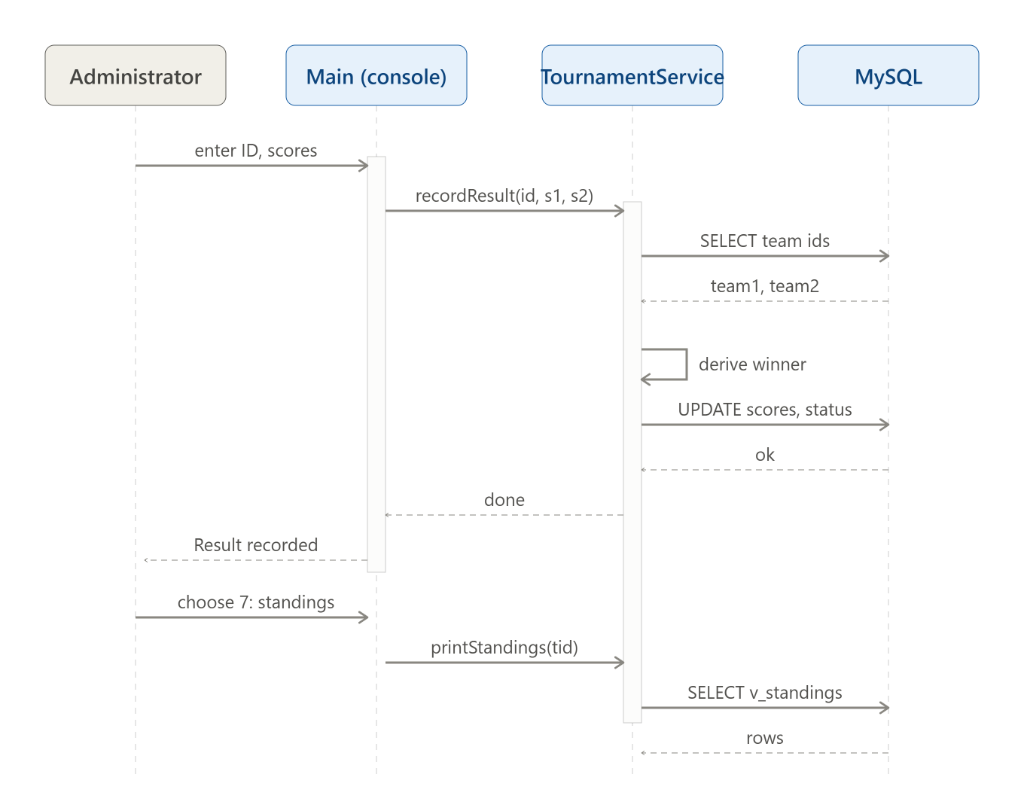 Administrator
Main (console)
TournamentService
MySQL
enter ID, scores
recordResult(id, s1, s2)
SELECT team ids
team1, team2
derive winner
UPDATE scores, status
ok
done
Result recorded
choose 7: standings
printStandings(tid)
SELECT v_standings
rows